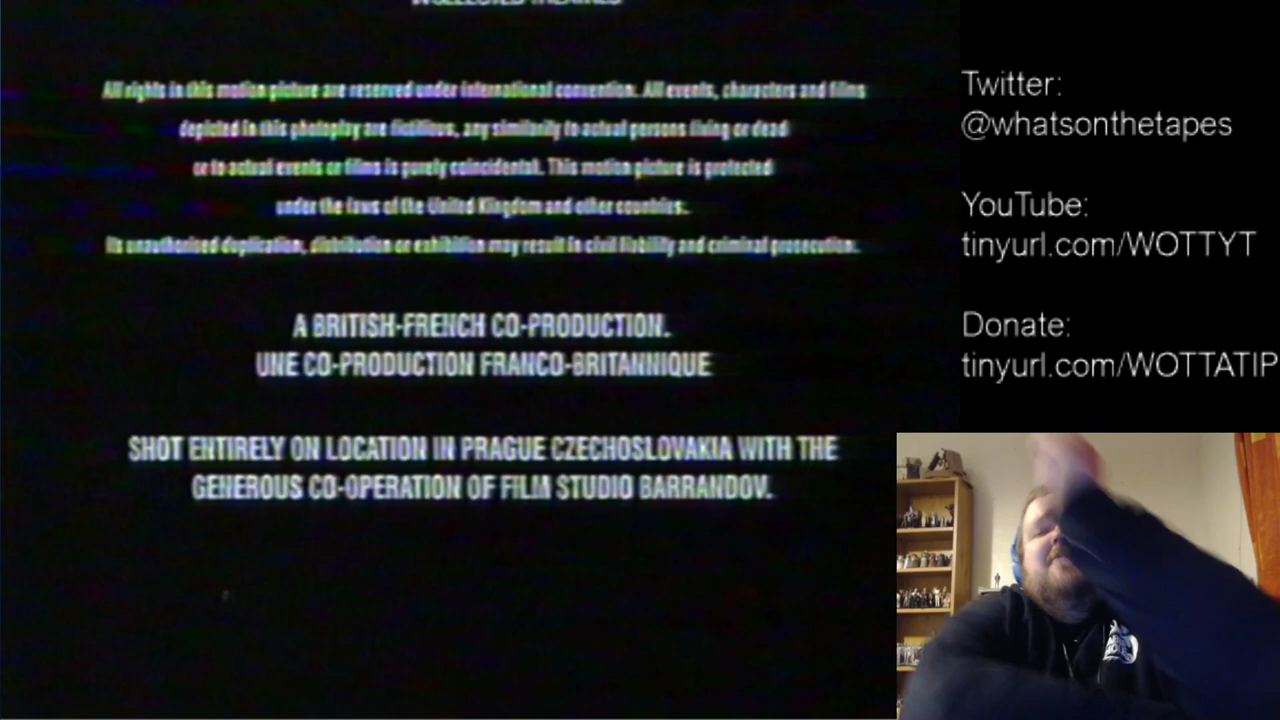 IN SELECTED THEATRES
All rights in this motion picture are reserved under international convention. All events, characters and films
depicted in this photoplay are fictitious, any similarity to actual persons living or dead
or to actual events or films is purely coincidental. This motion picture is protected
under the laws of the United Kingdom and other countries.
Its unauthorised duplication, distribution or exhibition may result in civil liability and criminal prosecution.
A BRITISH-FRENCH CO-PRODUCTION.
UNE CO-PRODUCTION FRANCO-BRITANNIQUE
SHOT ENTIRELY ON LOCATION IN PRAGUE CZECHOSLOVAKIA WITH THE
GENEROUS CO-OPERATION OF FILM STUDIO BARRANDOV.
Twitter:
@whatsonthetapes
YouTube:
tinyurl.com/WOTTYT
Donate:
tinyurl.com/WOTTATIP